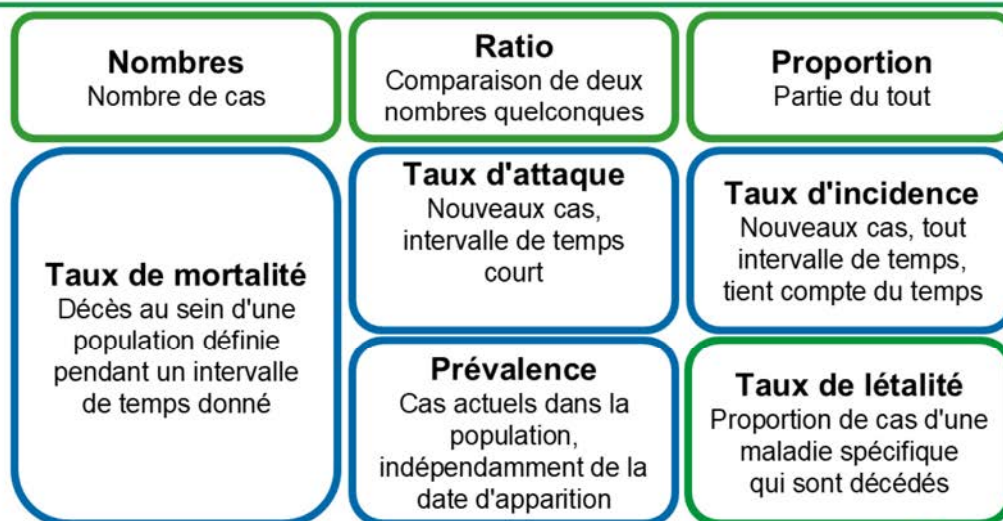 Nombres
Nombre de cas
Ratio
Comparaison de deux
nombres quelconques
Proportion
Partie du tout
Taux de mortalité
Décès au sein d'une
population définie
pendant un intervalle
de temps donné
Taux d'attaque
Nouveaux cas,
intervalle de temps
court
Taux d'incidence
Nouveaux cas, tout
intervalle de temps,
tient compte du temps
Prévalence
Cas actuels dans la
population,
indépendamment de la
date d'apparition
Taux de létalité
Proportion de cas d'une
maladie spécifique
qui sont décédés